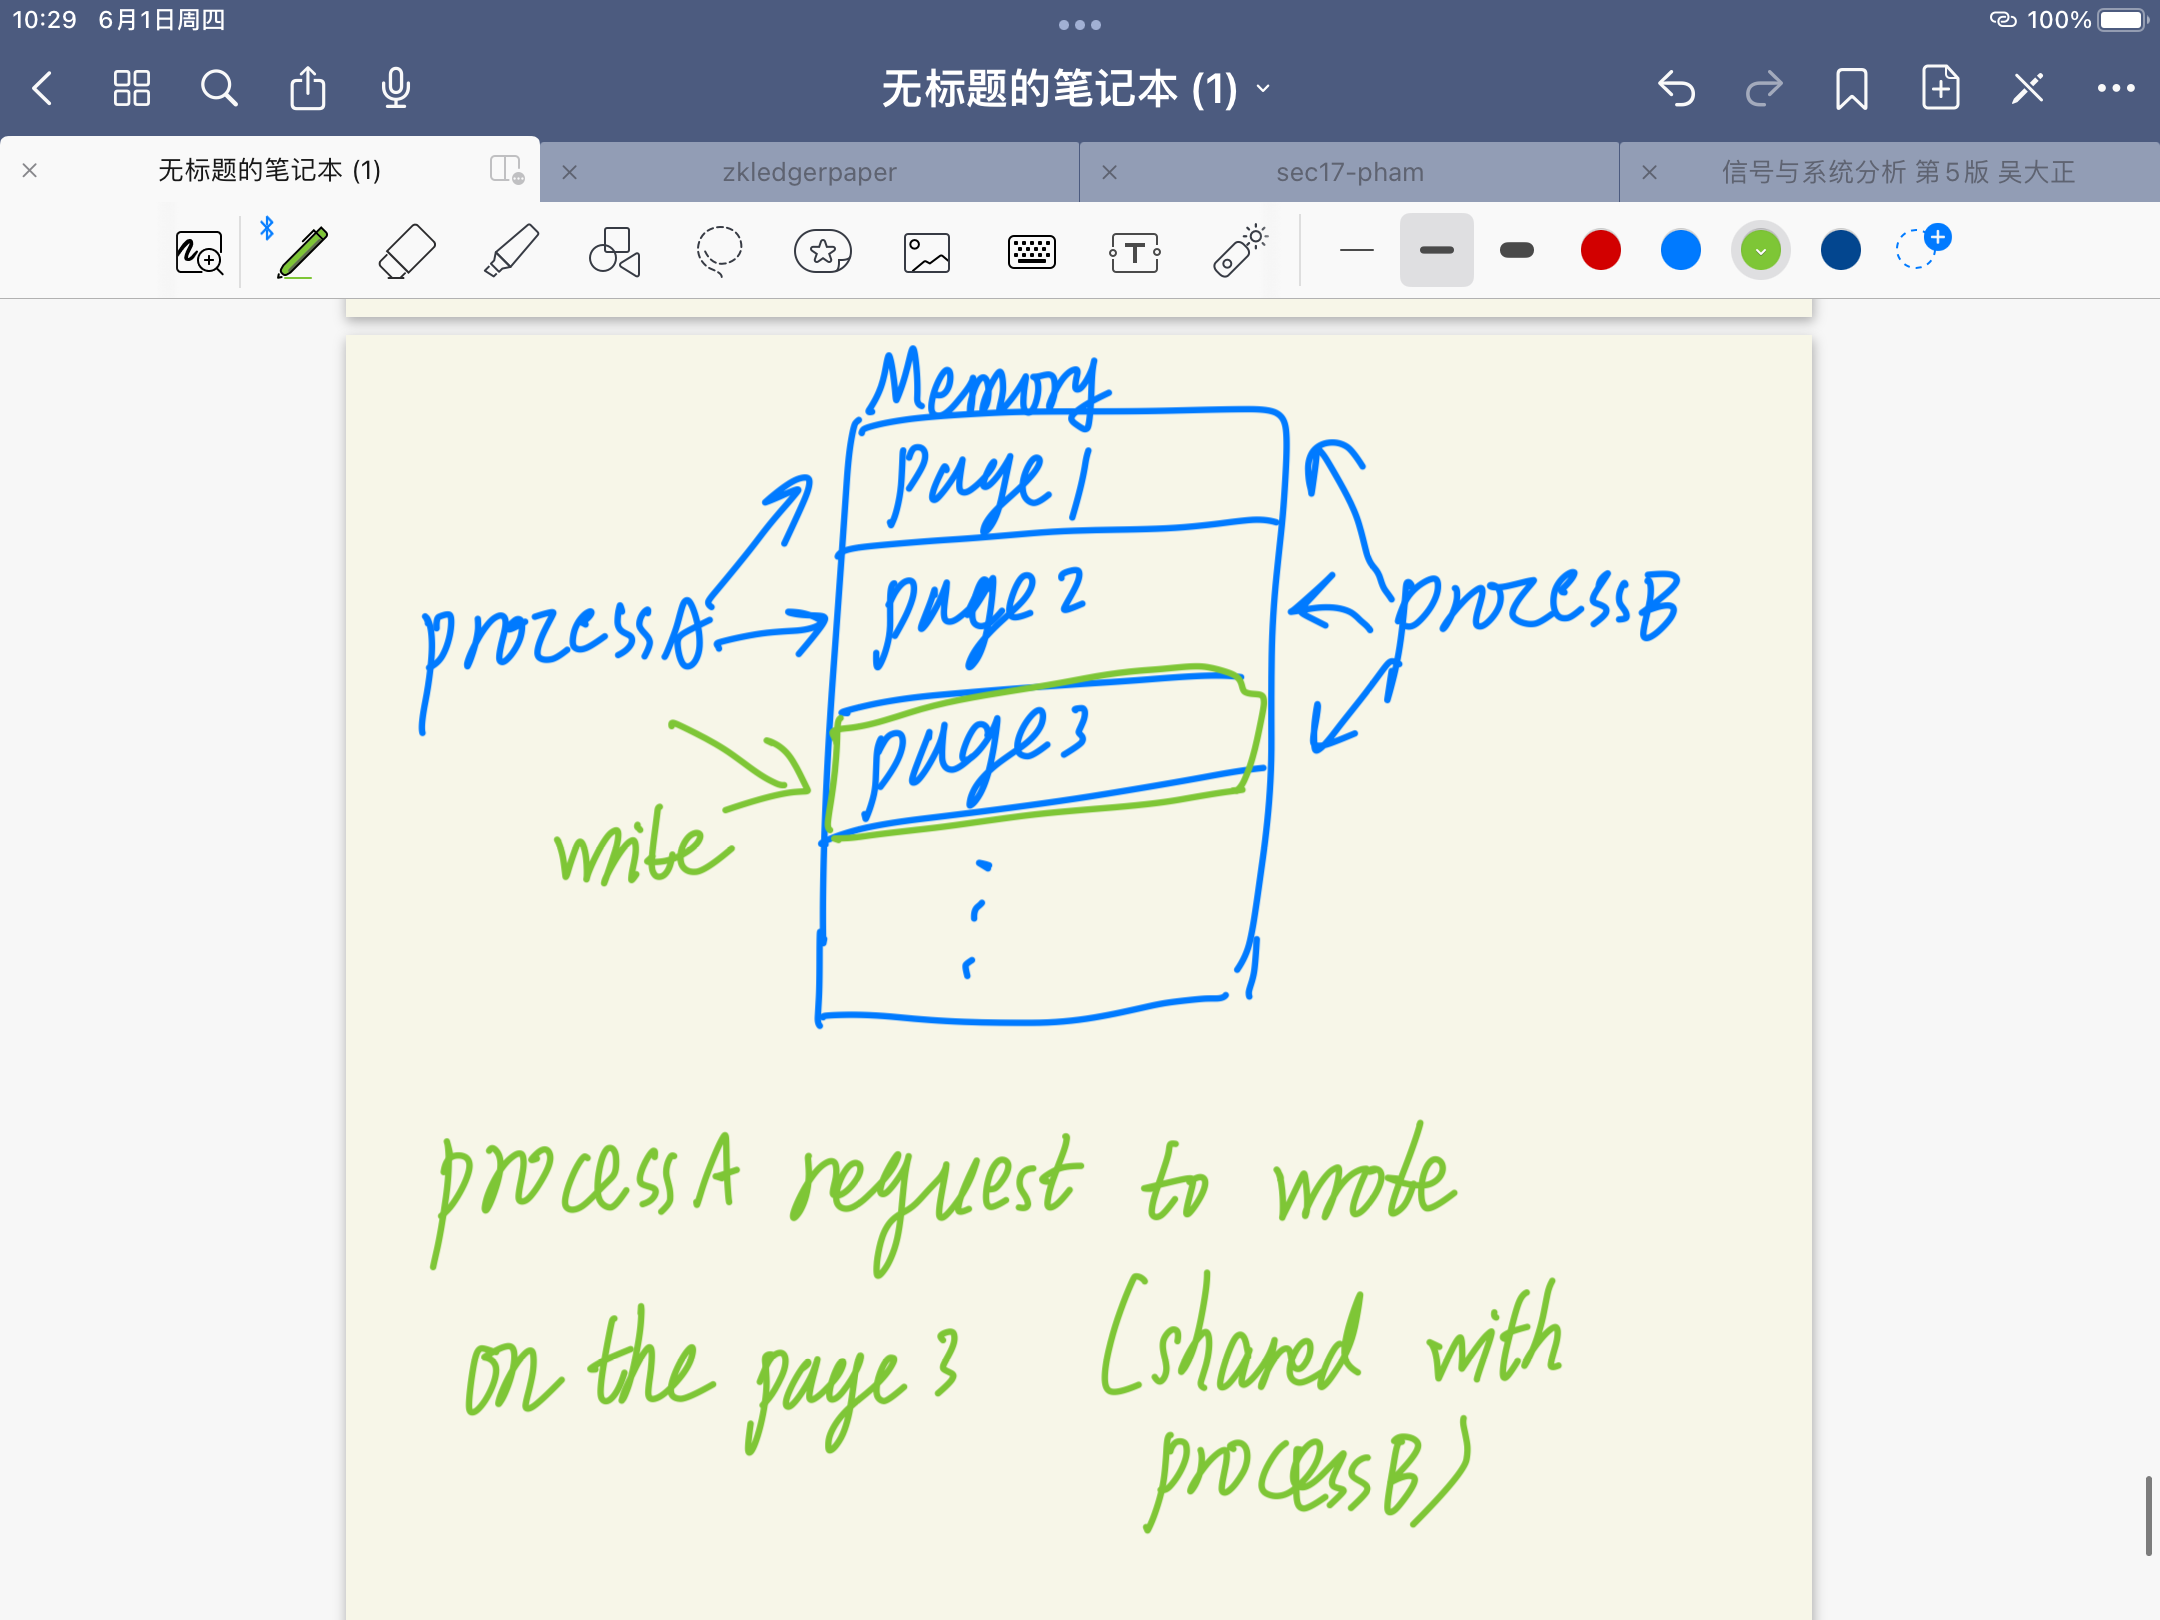 10:29 6月1日周四
100%
无标题的笔记本 (1)
无标题的笔记本 (1)
zkledgerpaper
sec17-pham
信号与系统分析 第5版 吴大正
Memory
page 1
page 2
processA
processB
page 3
write
processA request to wrote
on the page 3 (shared with
processB)